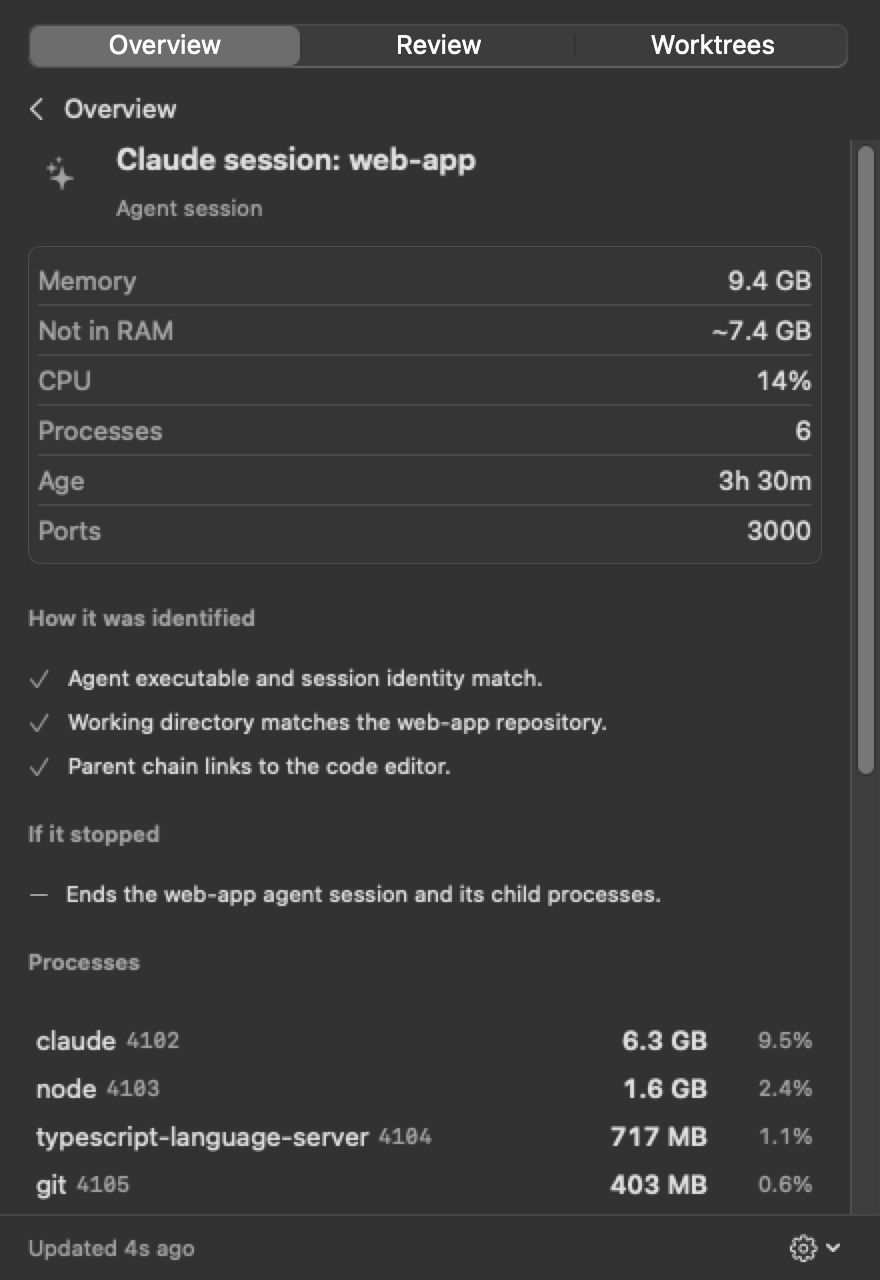 Overview Review Worktrees
Overview
Claude session: web-app
Agent session
Memory 9.4 GB
Not in RAM ~7.4 GB
CPU 14%
Processes 6
Age 3h 30m
Ports 3000
How it was identified
Agent executable and session identity match.
Working directory matches the web-app repository.
Parent chain links to the code editor.
If it stopped
— Ends the web-app agent session and its child processes.
Processes
claude 4102 6.3 GB 9.5%
node 4103 1.6 GB 2.4%
typescript-language-server 4104 717 MB 1.1%
git 4105 403 MB 0.6%
Updated 4s ago